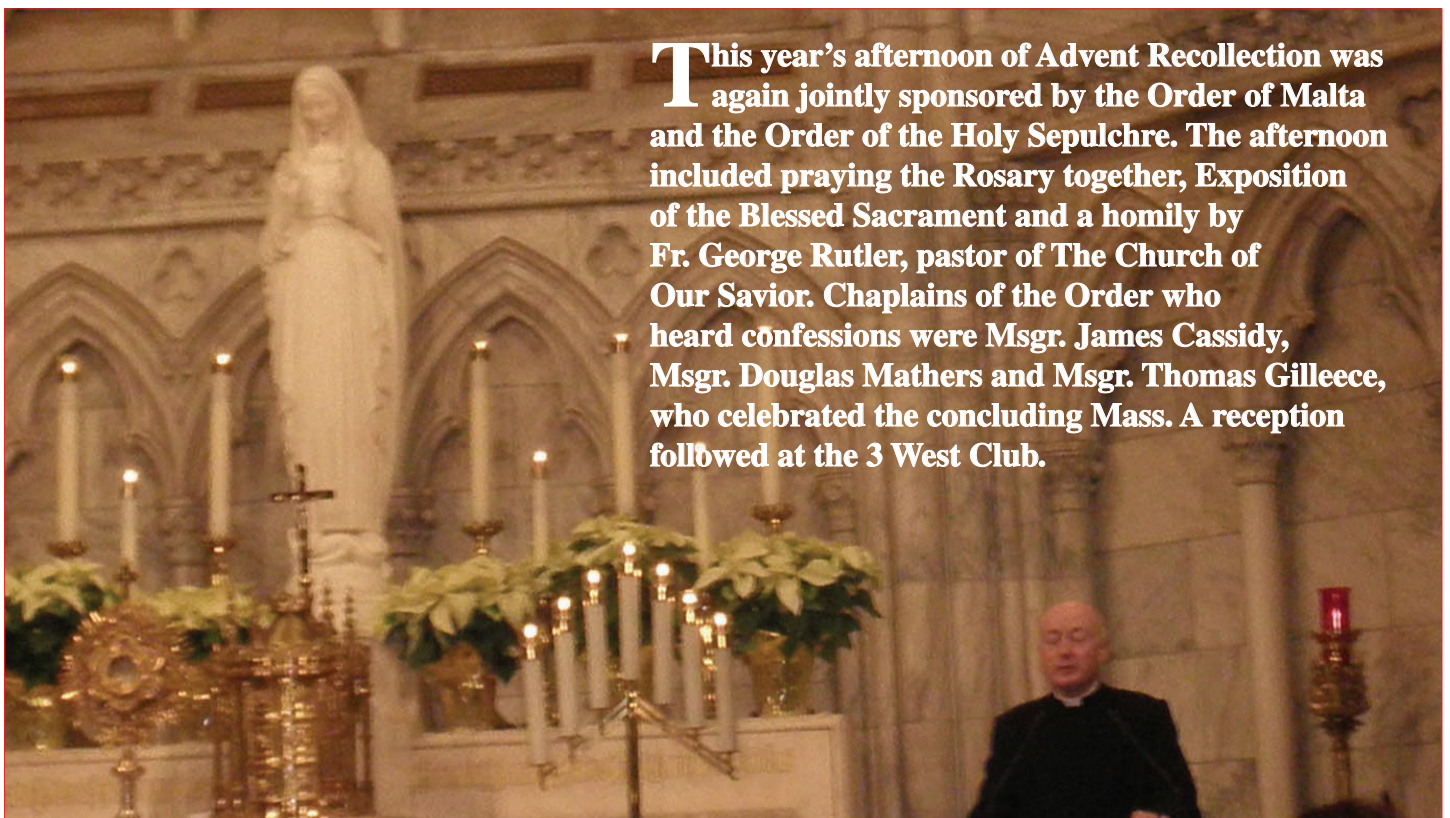 This year’s afternoon of Advent Recollection was
again jointly sponsored by the Order of Malta
and the Order of the Holy Sepulchre. The afternoon
included praying the Rosary together, Exposition
of the Blessed Sacrament and a homily by
Fr. George Rutler, pastor of The Church of
Our Savior. Chaplains of the Order who
heard confessions were Msgr. James Cassidy,
Msgr. Douglas Mathers and Msgr. Thomas Gilleece,
who celebrated the concluding Mass. A reception
followed at the 3 West Club.